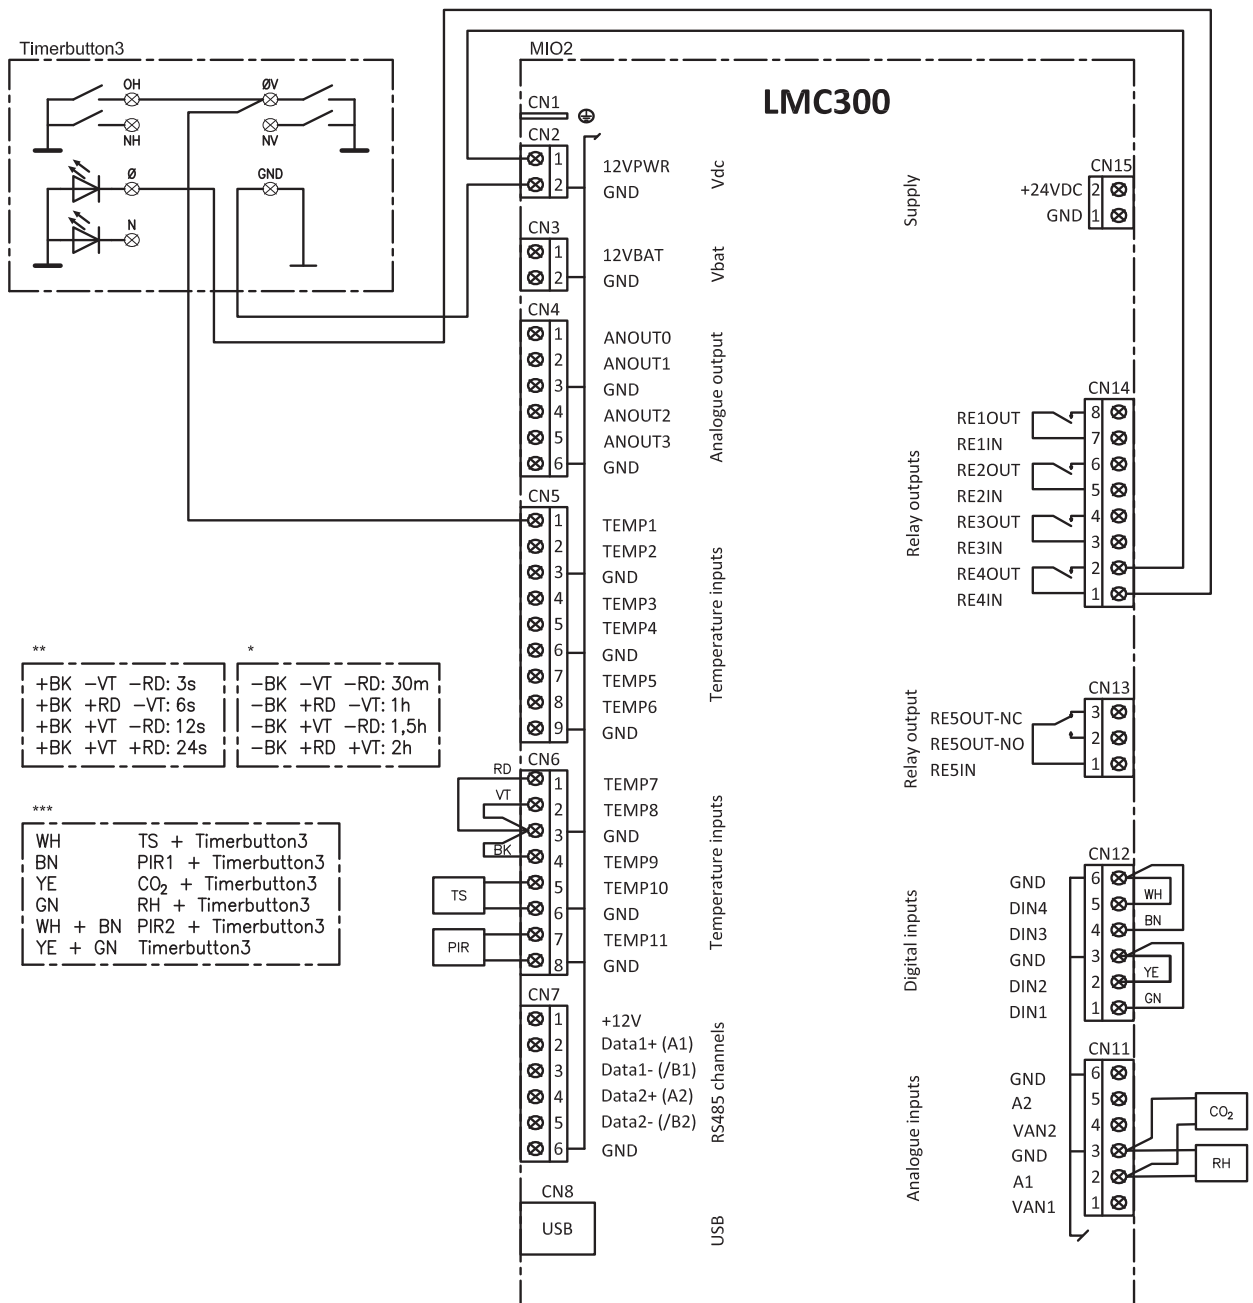 Timerbutton3
OH
ØV
NH
NV
Ø
GND
N
MIO2
LMC300
CN1
CN2
1 12VPWR
2 GND
Vdc
CN3
1 12VBAT
2 GND
Vbat
CN4
1 ANOUT0
2 ANOUT1
3 GND
4 ANOUT2
5 ANOUT3
6 GND
Analogue output
CN5
1 TEMP1
2 TEMP2
3 GND
4 TEMP3
5 TEMP4
6 GND
7 TEMP5
8 TEMP6
9 GND
Temperature inputs
CN6
RD
VT
BK
TS
PIR
1 TEMP7
2 TEMP8
3 GND
4 TEMP9
5 TEMP10
6 GND
7 TEMP11
8 GND
Temperature inputs
CN7
1 +12V
2 Data1+ (A1)
3 Data1- (/B1)
4 Data2+ (A2)
5 Data2- (/B2)
6 GND
RS485 channels
CN8
USB
USB
CN15
+24VDC 2
GND 1
Supply
CN14
RE1OUT 8
RE1IN 7
RE2OUT 6
RE2IN 5
RE3OUT 4
RE3IN 3
RE4OUT 2
RE4IN 1
Relay outputs
CN13
RE5OUT-NC 3
RE5OUT-NO 2
RE5IN 1
Relay output
CN12
GND 6
DIN4 5
DIN3 4
GND 3
DIN2 2
DIN1 1
WH
BN
YE
GN
Digital inputs
CN11
GND 6
A2 5
VAN2 4
GND 3
A1 2
VAN1 1
CO₂
RH
Analogue inputs
**
+BK -VT -RD: 3s
+BK +RD -VT: 6s
+BK +VT -RD: 12s
+BK +VT +RD: 24s
*
-BK -VT -RD: 30m
-BK +RD -VT: 1h
-BK +VT -RD: 1,5h
-BK +RD +VT: 2h
***
WH TS + Timerbutton3
BN PIR1 + Timerbutton3
YE CO₂ + Timerbutton3
GN RH + Timerbutton3
WH + BN PIR2 + Timerbutton3
YE + GN Timerbutton3